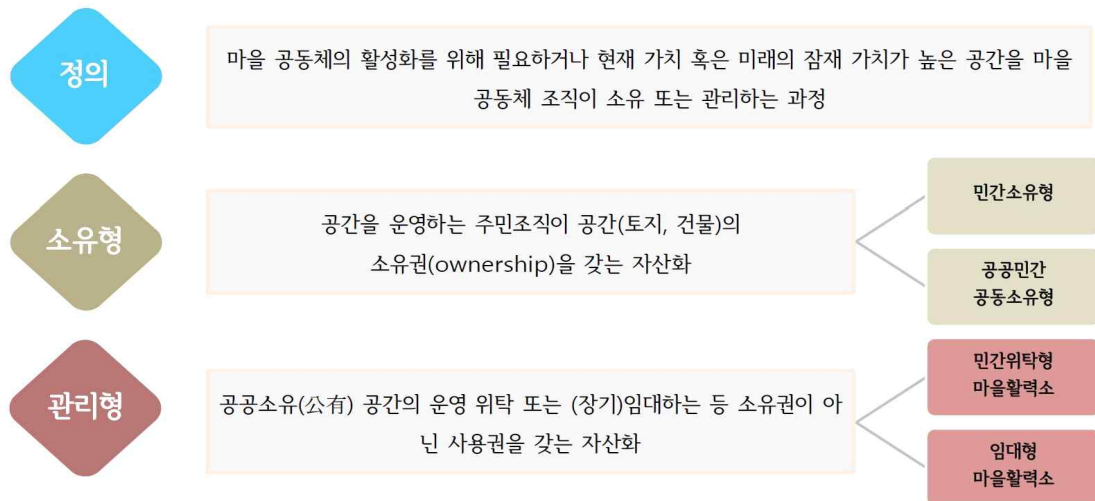 정의
마을 공동체의 활성화를 위해 필요하거나 현재 가치 혹은 미래의 잠재 가치가 높은 공간을 마을
공동체 조직이 소유 또는 관리하는 과정
소유형
공간을 운영하는 주민조직이 공간(토지, 건물)의
소유권(ownership)을 갖는 자산화
민간소유형
공공민간
공동소유형
관리형
공공소유(公有) 공간의 운영 위탁 또는 (장기)임대하는 등 소유권이 아
닌 사용권을 갖는 자산화
민간위탁형
마을활력소
임대형
마을활력소